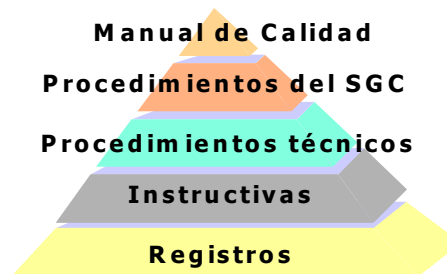 Manual de Calidad
Procedimientos del SGC
Procedimientos técnicos
Instructivas
Registros